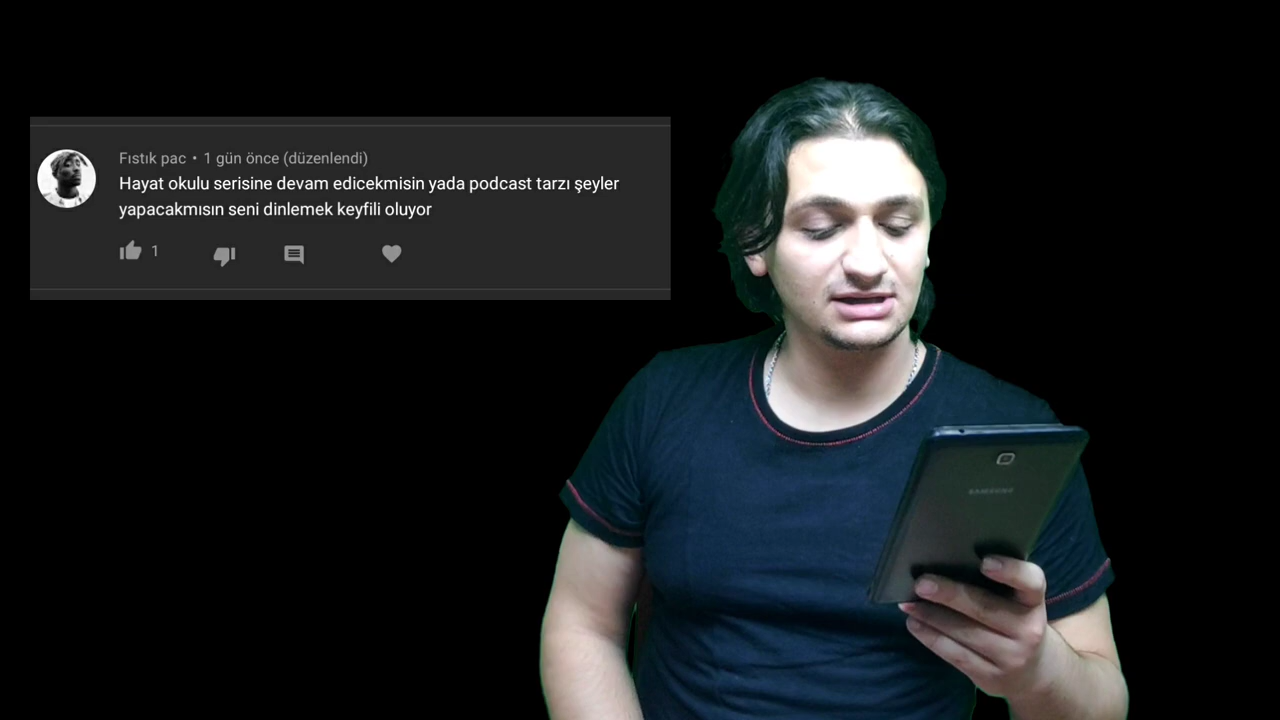 Fıstık pac • 1 gün önce (düzenlendi)
Hayat okulu serisine devam edicekmisin yada podcast tarzı şeyler
yapacakmısın seni dinlemek keyfili oluyor
1
SAMSUNG